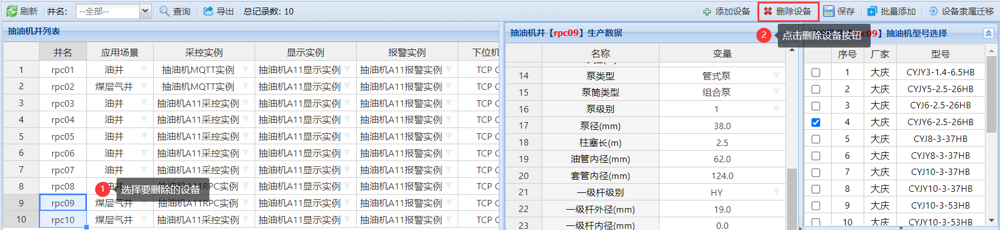 刷新 井名: --全部-- 查询 导出 总记录数: 10 添加设备 删除设备 保存 批量添加 设备隶属迁移
抽油机井列表
井名 应用场景 采控实例 显示实例 报警实例 下位机
1 rpc01 油井 抽油机MQTT实例 抽油机A11显示实例 抽油机A11报警实例 TCP C
2 rpc02 煤层气井 抽油机MQTT实例 抽油机A11显示实例 抽油机A11报警实例 TCP C
3 rpc03 油井 抽油机A11采控实例 抽油机A11显示实例 抽油机A11报警实例 TCP C
4 rpc04 油井 抽油机A11采控实例 抽油机A11显示实例 抽油机A11报警实例 TCP C
5 rpc05 油井 抽油机A11采控实例 抽油机A11显示实例 抽油机A11报警实例 TCP C
6 rpc06 油井 抽油机A11采控实例 抽油机A11显示实例 抽油机A11报警实例 TCP C
7 rpc07 油井 抽油机A11采控实例 抽油机A11显示实例 抽油机A11报警实例 TCP C
8 rpc08 油井 抽油机A11RPC实例 抽油机A11显示实例 抽油机A11报警实例 TCP C
1 选择要删除的设备
9 rpc09 煤层气井 抽油机A11RPC实例 抽油机A11显示实例 抽油机A11报警实例 TCP C
10 rpc10 煤层气井 抽油机A11采控实例 抽油机A11显示实例 抽油机A11报警实例 TCP C
抽油机井【rpc09】生产数据
2 点击删除设备按钮
名称 变量
14 泵类型 管式泵
15 泵筒类型 组合泵
16 泵级别 1
17 泵径(mm) 38.0
18 柱塞长(m) 2.5
19 油管内径(mm) 62.0
20 套管内径(mm) 124.0
21 一级杆级别 HY
22 一级杆外径(mm) 19.0
23 一级杆内径(mm) 0.0
rpc09】抽油机型号选择
序号 厂家 型号
1 大庆 CYJY3-1.4-6.5HB
2 大庆 CYJY5-2.5-26HB
3 大庆 CYJ6-2.5-26HB
4 大庆 CYJY6-2.5-26HB
5 大庆 CYJ8-3-37HB
6 大庆 CYJY8-3-37HB
7 大庆 CYJ10-3-37HB
8 大庆 CYJY10-3-37HB
9 大庆 CYJ10-3-53HB
10 大庆 CYJY10-3-53HB